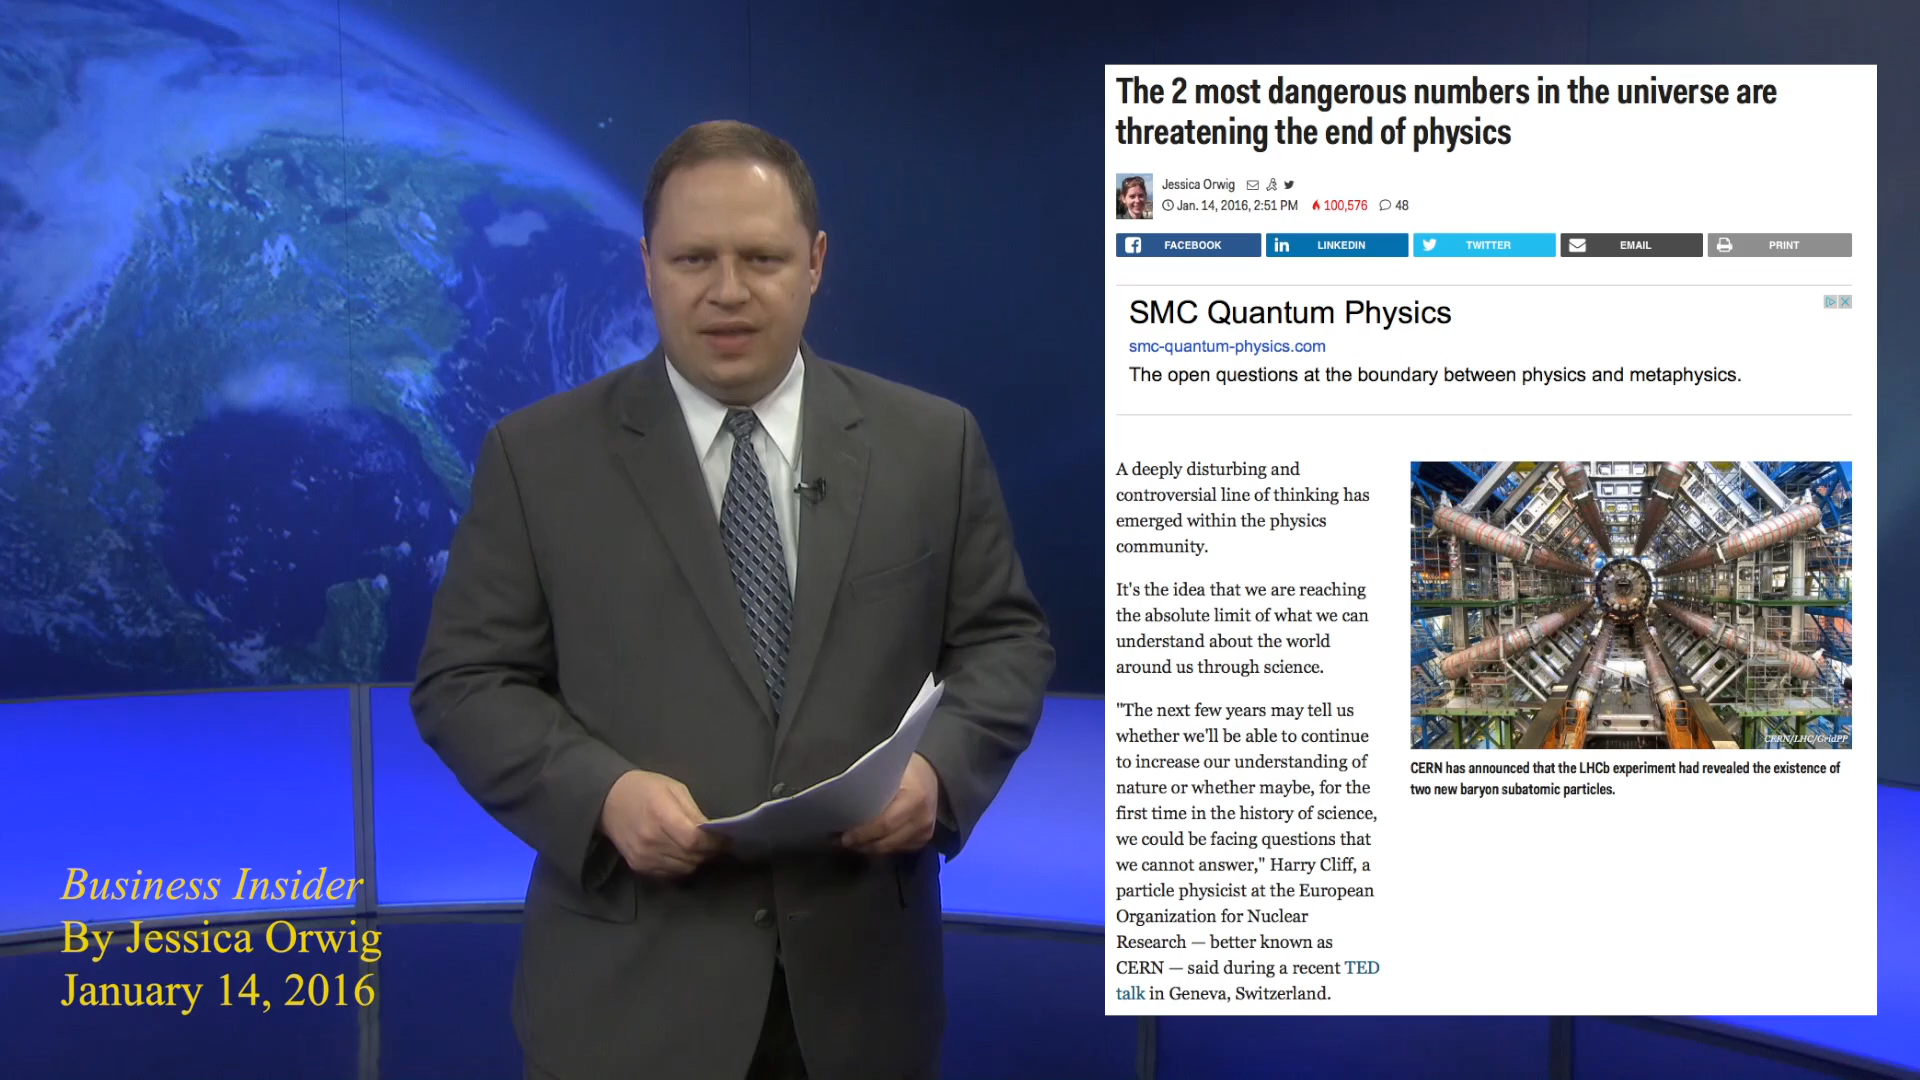 The 2 most dangerous numbers in the universe are
threatening the end of physics
Jessica Orwig
Jan. 14, 2016, 2:51 PM 100,576 48
FACEBOOK LINKEDIN TWITTER EMAIL PRINT
SMC Quantum Physics
smc-quantum-physics.com
The open questions at the boundary between physics and metaphysics.
A deeply disturbing and
controversial line of thinking has
emerged within the physics
community.
It's the idea that we are reaching
the absolute limit of what we can
understand about the world
around us through science.
"The next few years may tell us
whether we'll be able to continue
to increase our understanding of
nature or whether maybe, for the
first time in the history of science,
we could be facing questions that
we cannot answer," Harry Cliff, a
particle physicist at the European
Organization for Nuclear
Research — better known as
CERN — said during a recent TED
talk in Geneva, Switzerland.
CERN/LHC/GridPP
CERN has announced that the LHCb experiment had revealed the existence of
two new baryon subatomic particles.
Business Insider
By Jessica Orwig
January 14, 2016